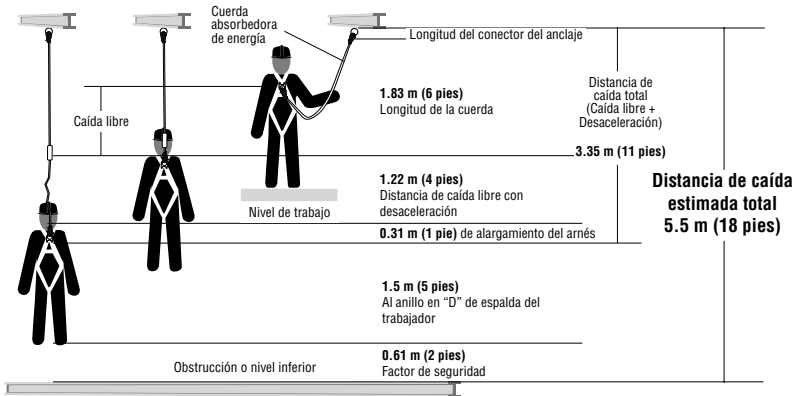 Cuerda
absorbedora
de energía
Longitud del conector del anclaje
Caída libre
1.83 m (6 pies)
Longitud de la cuerda
Distancia de
caída total
(Caída libre +
Desaceleración)
3.35 m (11 pies)
Nivel de trabajo
1.22 m (4 pies)
Distancia de caída libre con
desaceleración
0.31 m (1 pie) de alargamiento del arnés
Distancia de caída
estimada total
5.5 m (18 pies)
1.5 m (5 pies)
Al anillo en “D” de espalda del
trabajador
Obstrucción o nivel inferior
0.61 m (2 pies)
Factor de seguridad